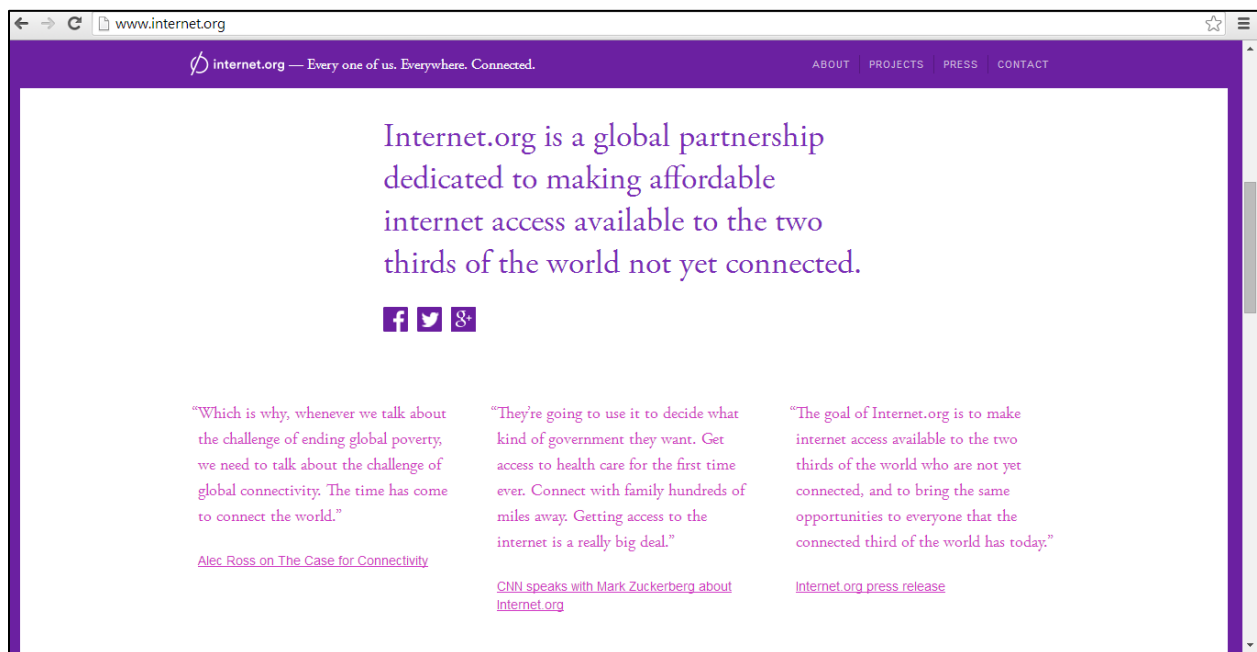 www.internet.org
internet.org — Every one of us. Everywhere. Connected.
ABOUT PROJECTS PRESS CONTACT
Internet.org is a global partnership
dedicated to making affordable
internet access available to the two
thirds of the world not yet connected.
“Which is why, whenever we talk about
the challenge of ending global poverty,
we need to talk about the challenge of
global connectivity. The time has come
to connect the world.”
Alec Ross on The Case for Connectivity
“They’re going to use it to decide what
kind of government they want. Get
access to health care for the first time
ever. Connect with family hundreds of
miles away. Getting access to the
internet is a really big deal.”
CNN speaks with Mark Zuckerberg about
Internet.org
“The goal of Internet.org is to make
internet access available to the two
thirds of the world who are not yet
connected, and to bring the same
opportunities to everyone that the
connected third of the world has today.”
Internet.org press release